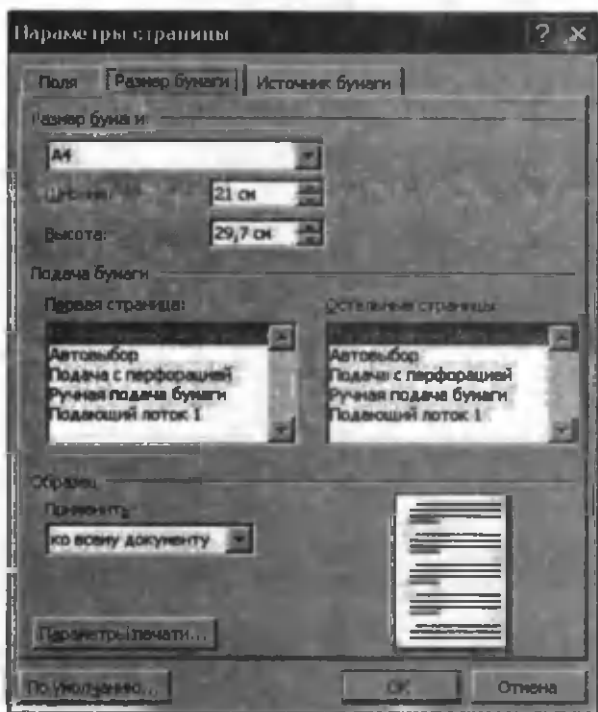 Параметры страницы
Поля Размер бумаги Источник бумаги
Размер бумаги:
A4
Ширина: 21 см
Высота: 29,7 см
Подача бумаги
Первая страница: Остальные страницы:
Автовыбор Автовыбор
Подача с перфорацией Подача с перфорацией
Ручная подача бумаги Ручная подача бумаги
Подающий лоток 1 Подающий лоток 1
Образец
Применить:
ко всему документу
Параметры печати...
По умолчанию... ОК Отмена